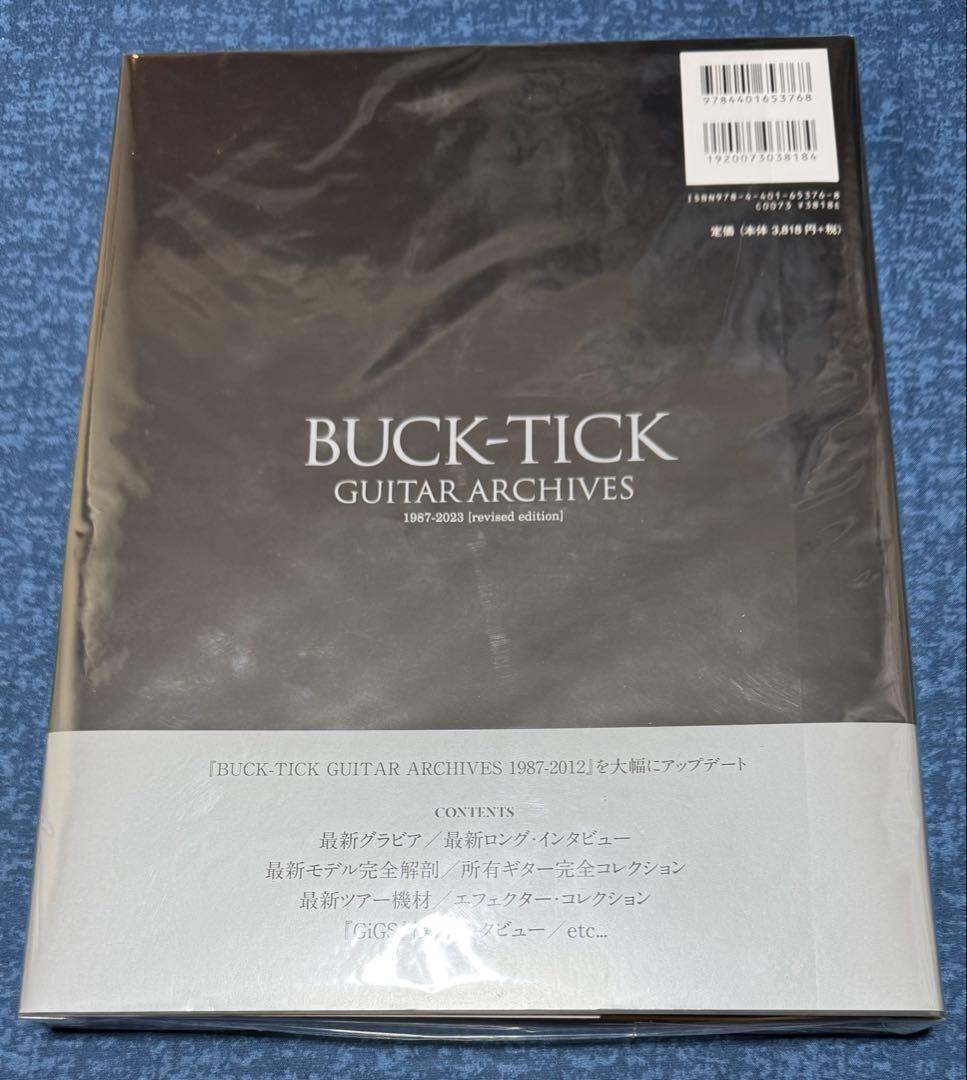 9784401653768
1920073038184
ISBN978-4-401-65376-8
C0073 ¥3818E
定価（本体 3,818円+税）
BUCK-TICK
GUITAR ARCHIVES
1987-2023 [revised edition]
『BUCK-TICK GUITAR ARCHIVES 1987-2012』を大幅にアップデート
CONTENTS
最新グラビア／最新ロング・インタビュー
最新モデル完全解剖／所有ギター完全コレクション
最新ツアー機材／エフェクター・コレクション
『GiGS タビュー／etc...